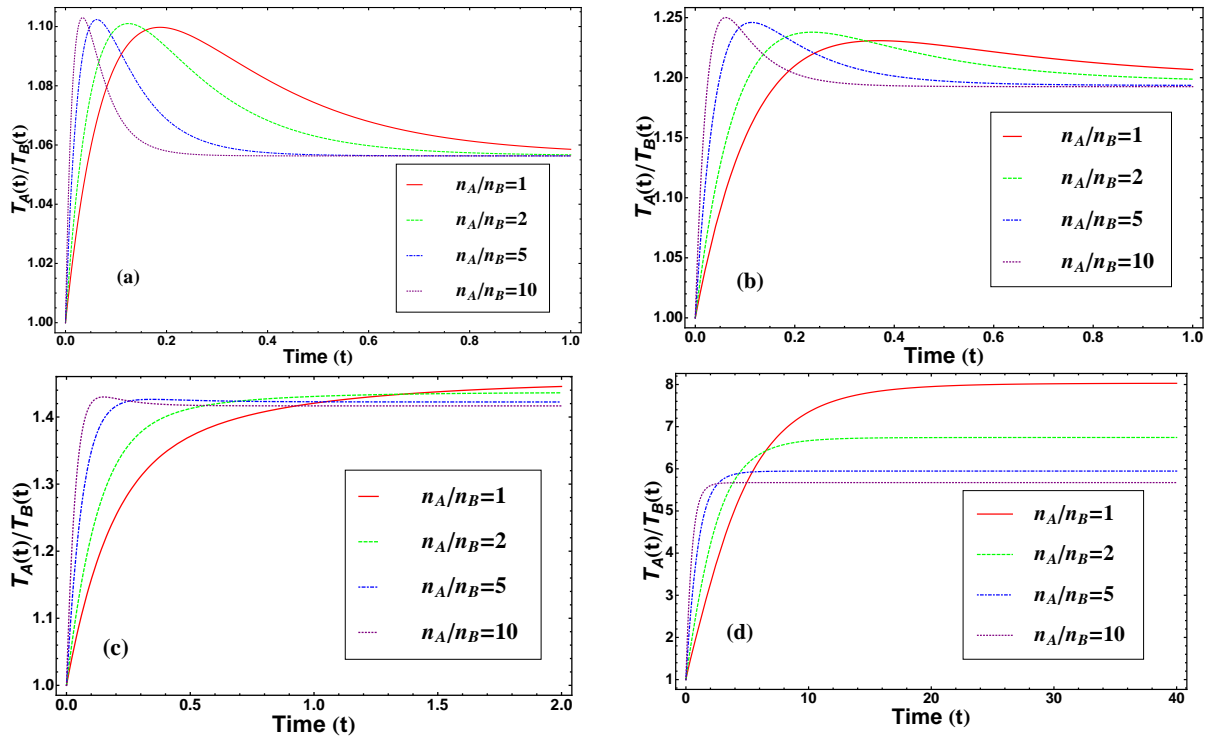 T_A(t)/T_B(t)
1.10
1.08
1.06
1.04
1.02
1.00
n_A/n_B=1
n_A/n_B=2
n_A/n_B=5
n_A/n_B=10
(a)
0.0 0.2 0.4 0.6 0.8 1.0
Time (t)
T_A(t)/T_B(t)
1.25
1.20
1.15
1.10
1.05
1.00
n_A/n_B=1
n_A/n_B=2
n_A/n_B=5
n_A/n_B=10
(b)
0.0 0.2 0.4 0.6 0.8 1.0
Time (t)
T_A(t)/T_B(t)
1.4
1.3
1.2
1.1
1.0
n_A/n_B=1
n_A/n_B=2
n_A/n_B=5
n_A/n_B=10
(c)
0.0 0.5 1.0 1.5 2.0
Time (t)
T_A(t)/T_B(t)
8
7
6
5
4
3
2
1
n_A/n_B=1
n_A/n_B=2
n_A/n_B=5
n_A/n_B=10
(d)
0 10 20 30 40
Time (t)